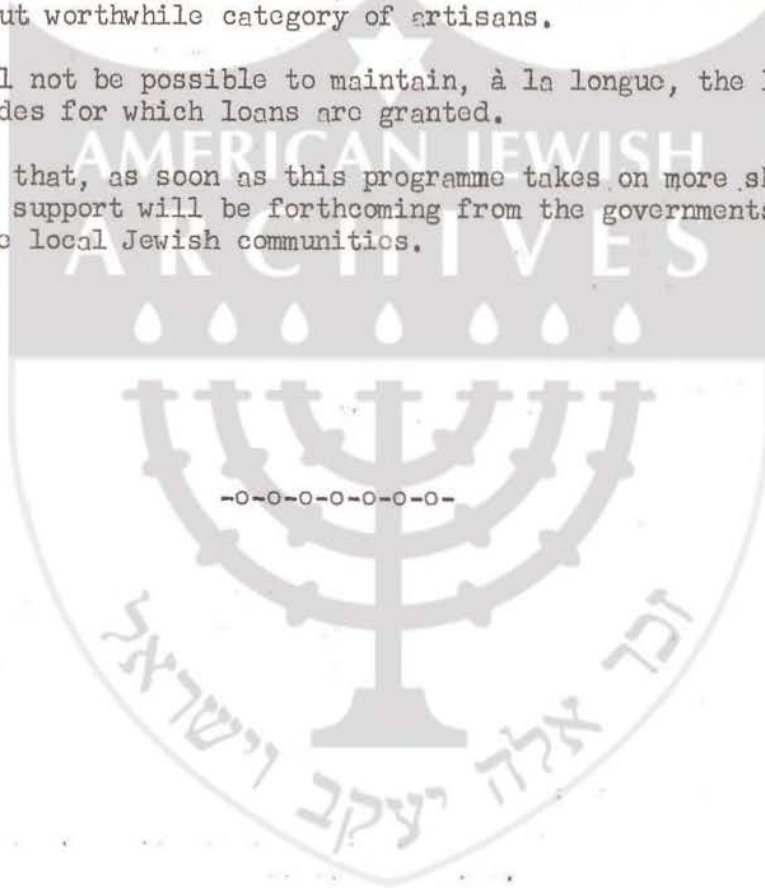 ut worthwhile category of artisans.
l not be possible to maintain, à la longue, the l
des for which loans are granted.
that, as soon as this programme takes on more s
support will be forthcoming from the governments
e local Jewish communities.
AMERICAN JEWISH
ARCHIVES
-o-o-o-o-o-o-o-o-
זכר אלה יעקב וישראל